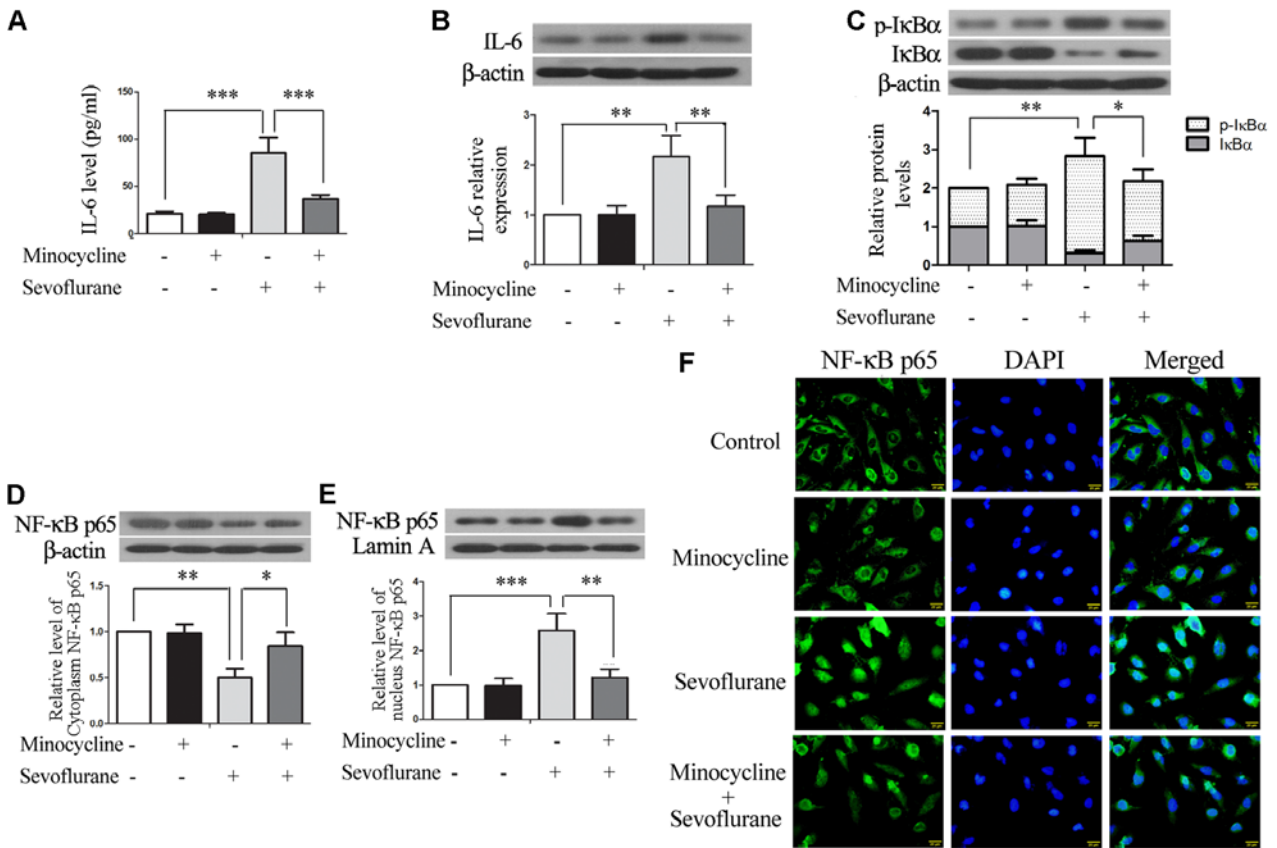 A
IL-6 level (pg/ml)
150
100
50
0
*** ***
Minocycline - + - +
Sevoflurane - - + +
B
IL-6
β-actin
IL-6 relative
expression
3
2
1
0
** **
Minocycline - + - +
Sevoflurane - - + +
C
p-IκBα
IκBα
β-actin
Relative protein
levels
4
3
2
1
0
** *
p-IκBα
IκBα
Minocycline - + - +
Sevoflurane - - + +
D
NF-κB p65
β-actin
Relative level of
Cytoplasm NF-κB p65
1.5
1.0
0.5
0.0
** *
Minocycline - + - +
Sevoflurane - - + +
E
NF-κB p65
Lamin A
Relative level of
nucleus NF-κB p65
4
2
1
0
*** **
Minocycline - + - +
Sevoflurane - - + +
F
NF-κB p65 DAPI Merged
Control
Minocycline
Sevoflurane
Minocycline
+
Sevoflurane